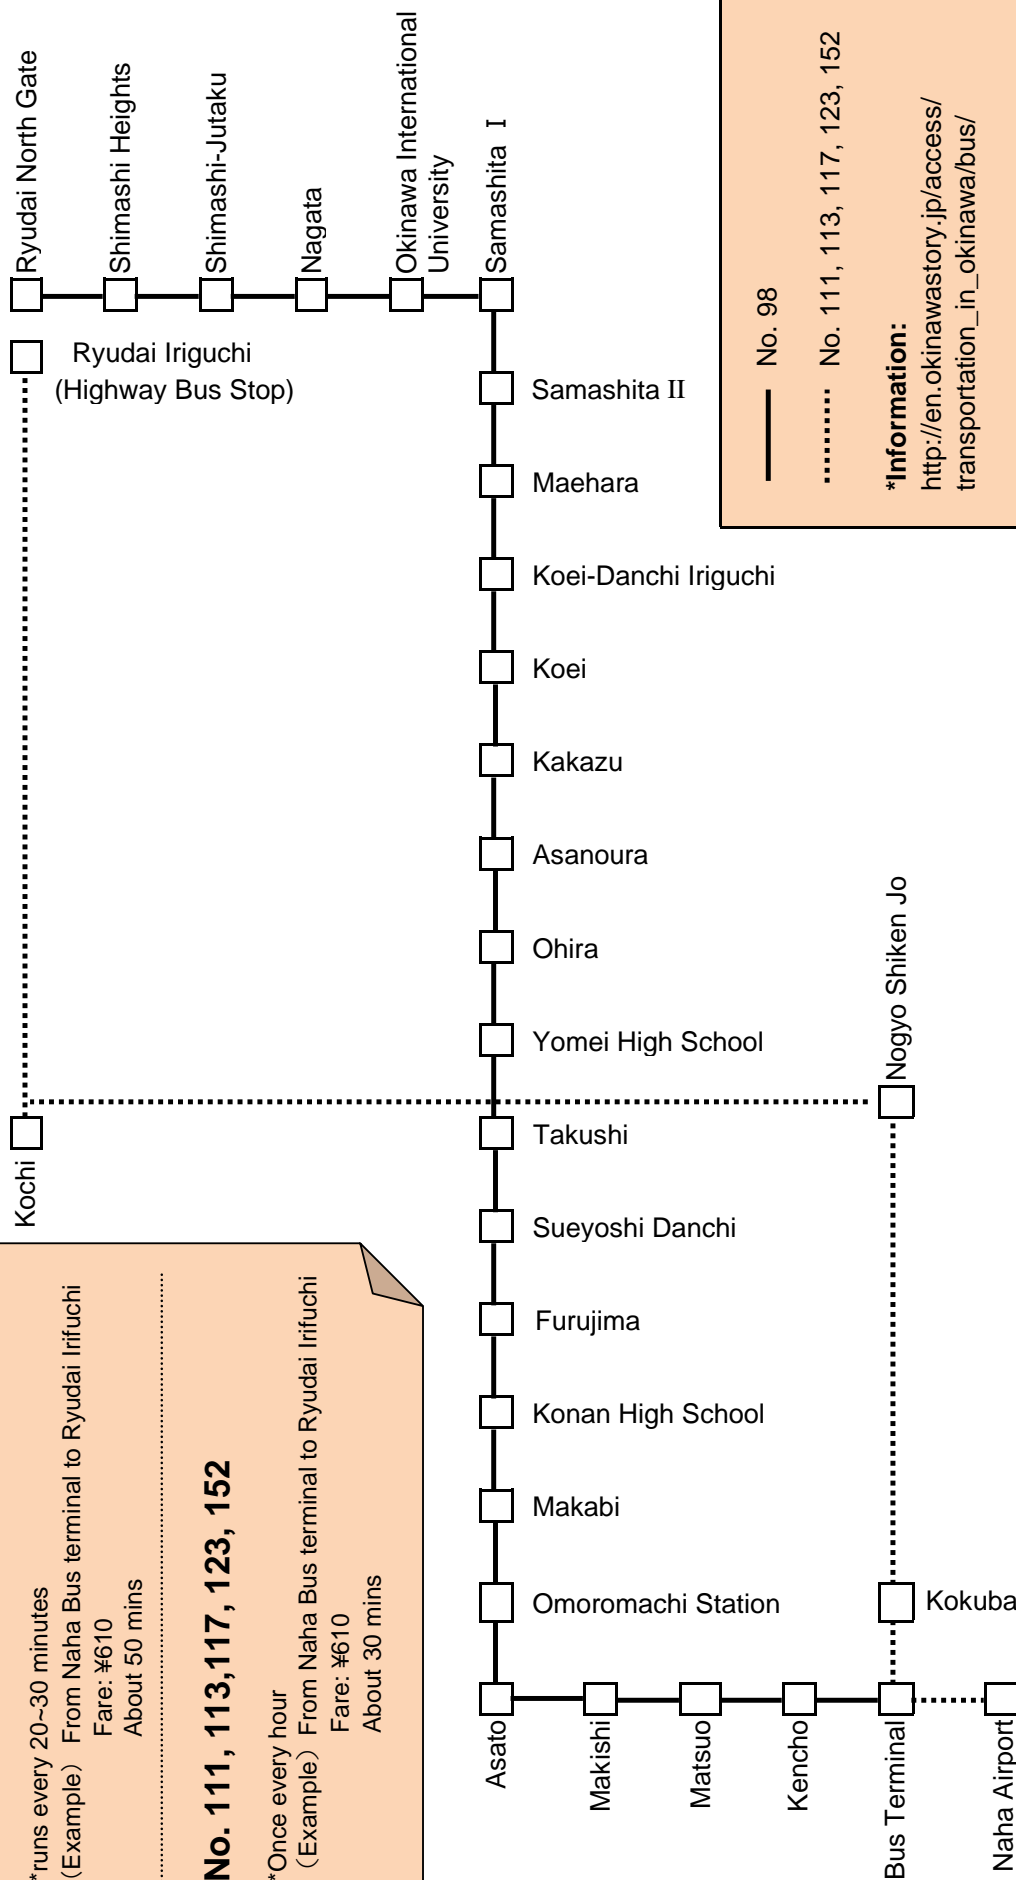 Ryudai North Gate
Shimashi Heights
Shimashi-Jutaku
Nagata
Okinawa International
University
Samashita I
Ryudai Iriguchi
(Highway Bus Stop)
Samashita II
Maehara
Koei-Danchi Iriguchi
Koei
Kakazu
Asanoura
Ohira
Yomei High School
Takushi
Sueyoshi Danchi
Furujima
Konan High School
Makabi
Omoromachi Station
Asato
Makishi
Matsuo
Kencho
Bus Terminal
Naha Airport
Kokuba
Nogyo Shiken Jo
Kochi
No. 98
No. 111, 113, 117, 123, 152
*Information:
http://en.okinawastory.jp/access/
transportation_in_okinawa/bus/
*runs every 20~30 minutes
（Example） From Naha Bus terminal to Ryudai Irifuchi
Fare: ¥610
About 50 mins
No. 111, 113,117, 123, 152
*Once every hour
（Example） From Naha Bus terminal to Ryudai Irifuchi
Fare: ¥610
About 30 mins